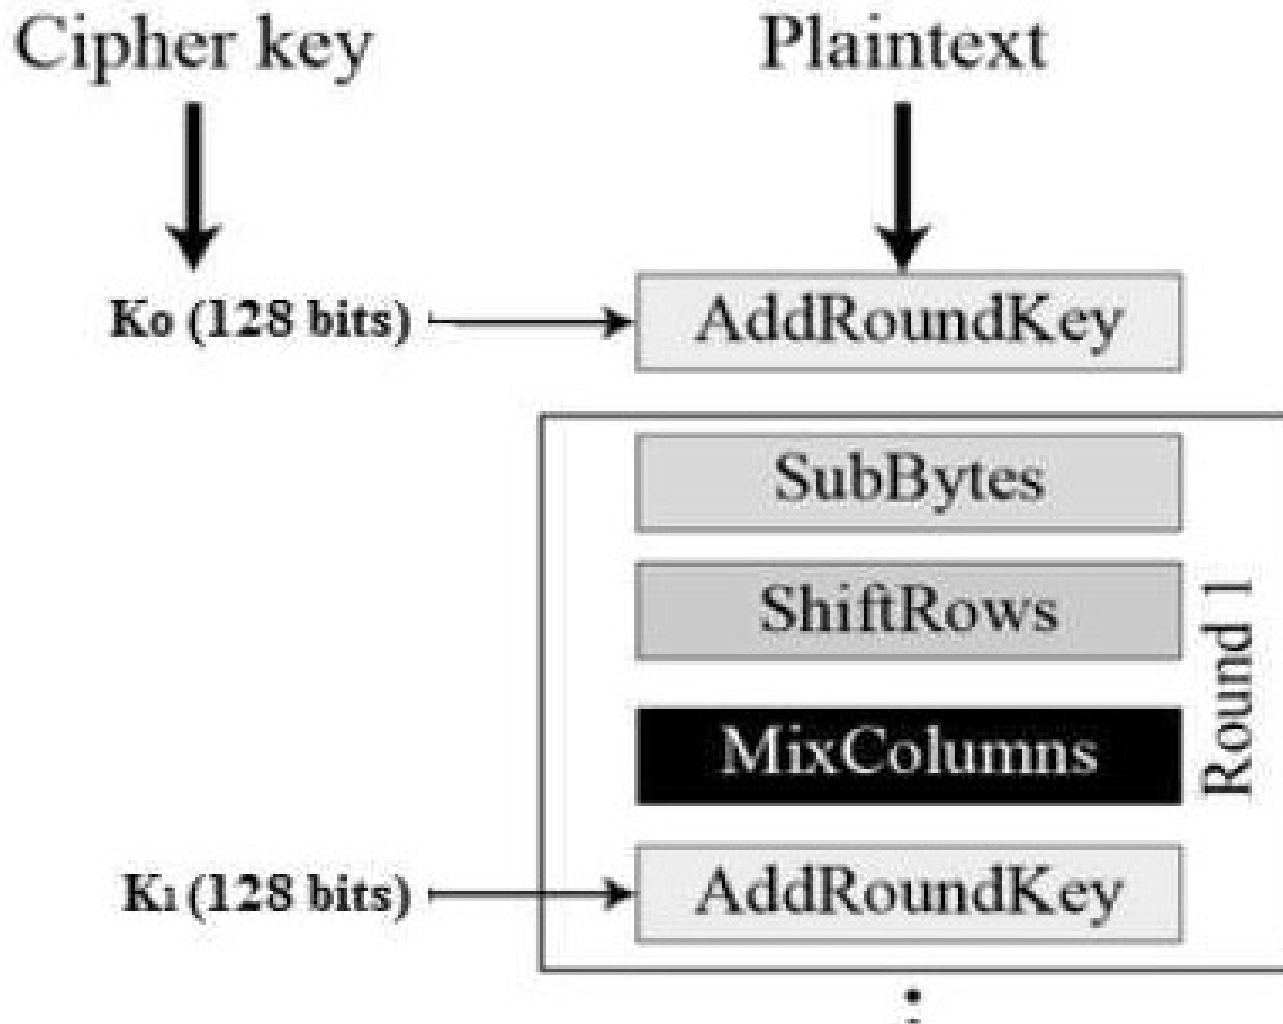 Cipher key
Plaintext
K0 (128 bits)
AddRoundKey
SubBytes
ShiftRows
MixColumns
Round 1
K1 (128 bits)
AddRoundKey